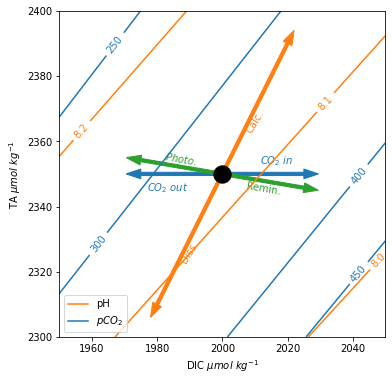 2400
2380
2360
2340
2320
2300
TA μmol kg⁻¹
250
8.2
8.1
Calc.
Photo.
CO₂ in
CO₂ out
Remin.
400
300
Diss.
450
8.0
pH
pCO₂
1960
1980
2000
2020
2040
DIC μmol kg⁻¹